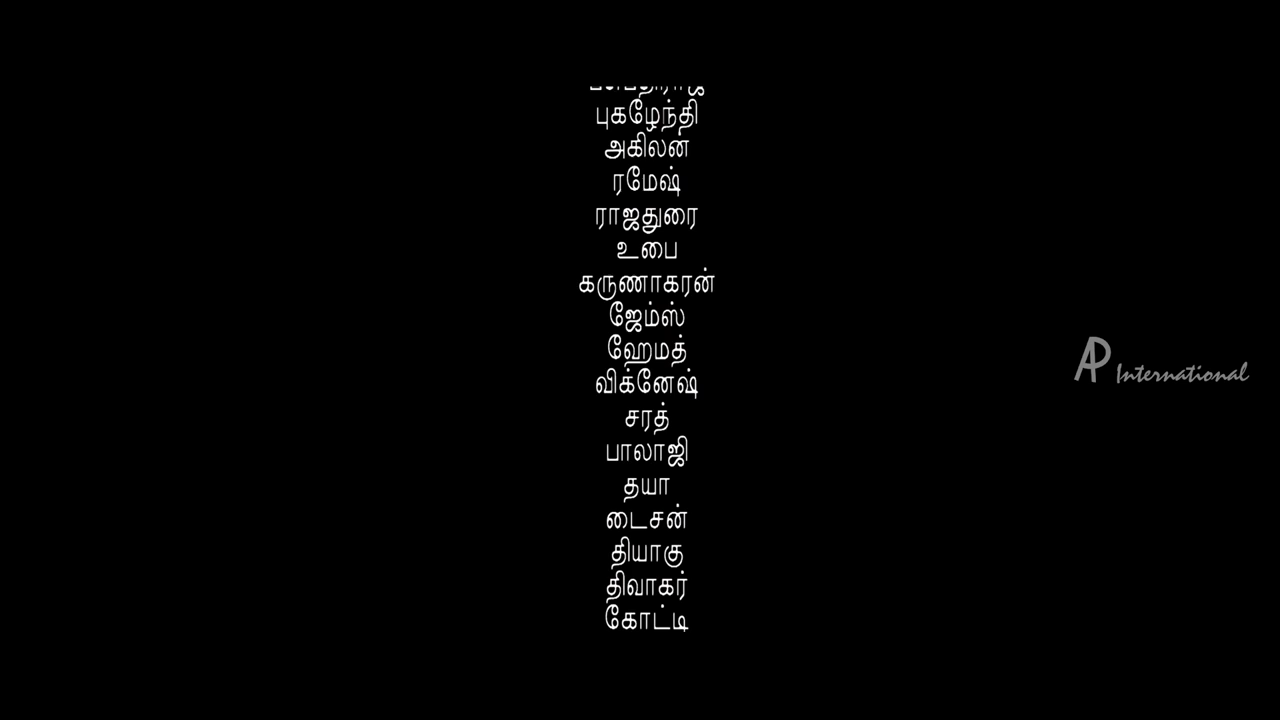 புகழேந்தி
அகிலன்
ரமேஷ்
ராஜதுரை
உபை
கருணாகரன்
ஜேம்ஸ்
ஹேமத்
விக்னேஷ்
சரத்
பாலாஜி
தயா
டைசன்
தியாகு
திவாகர்
கோட்டி
AP International